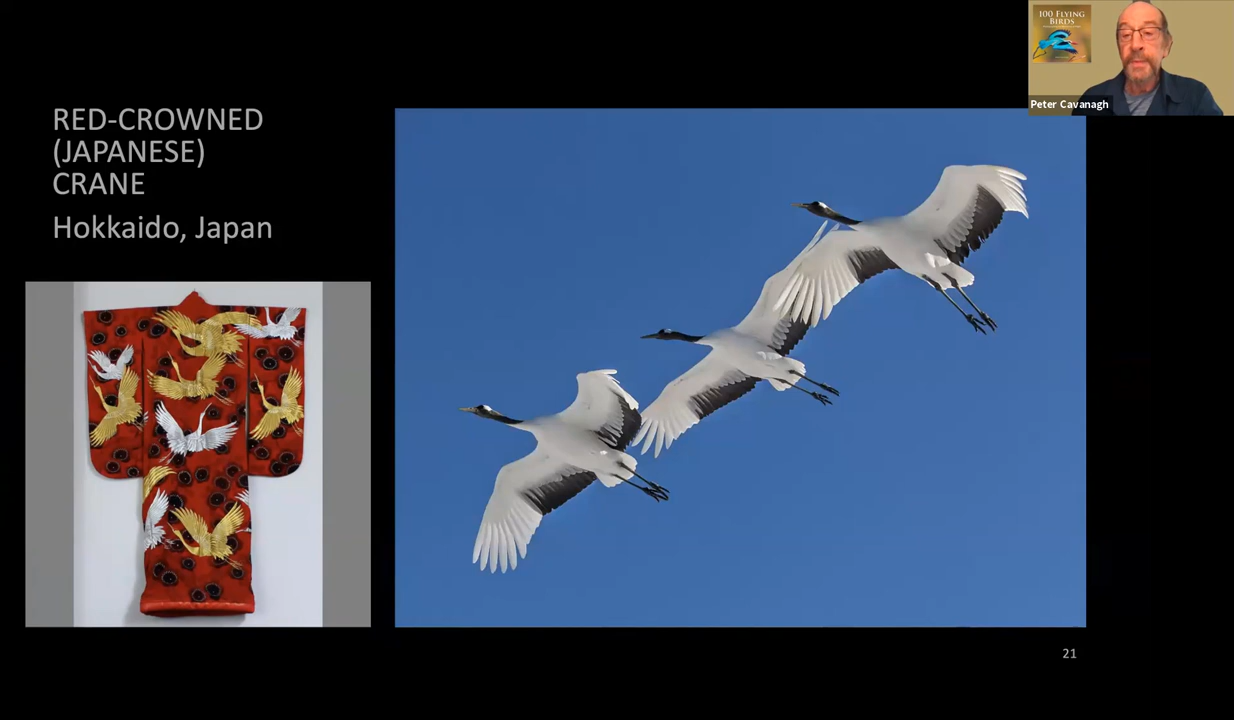 RED-CROWNED
(JAPANESE)
CRANE
Hokkaido, Japan
100 FLYING
BIRDS
Peter Cavanagh
21